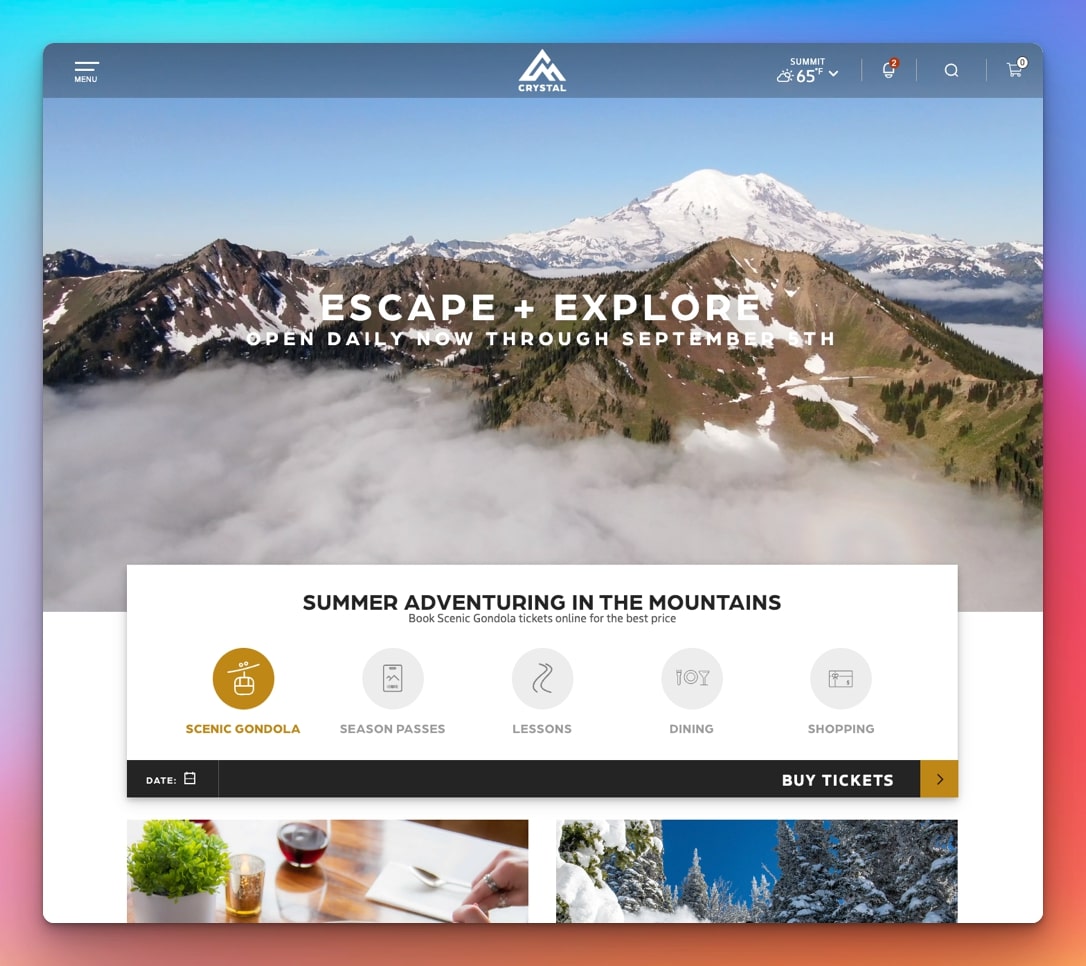 MENU
CRYSTAL
SUMMIT
65°F
2
0
ESCAPE + EXPLORE
OPEN DAILY NOW THROUGH SEPTEMBER 5TH
SUMMER ADVENTURING IN THE MOUNTAINS
Book Scenic Gondola tickets online for the best price
SCENIC GONDOLA
SEASON PASSES
LESSONS
DINING
SHOPPING
DATE:
BUY TICKETS